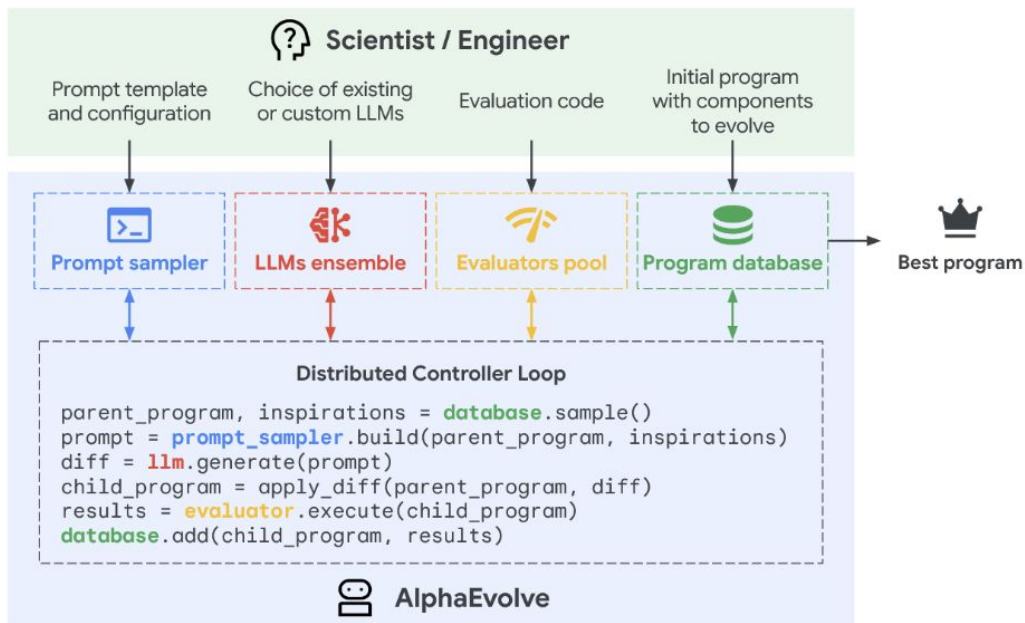 Scientist / Engineer
Prompt template
and configuration
Choice of existing
or custom LLMs
Evaluation code
Initial program
with components
to evolve
Prompt sampler
LLMs ensemble
Evaluators pool
Program database
Best program
Distributed Controller Loop
parent_program, inspirations = database.sample()
prompt = prompt_sampler.build(parent_program, inspirations)
diff = llm.generate(prompt)
child_program = apply_diff(parent_program, diff)
results = evaluator.execute(child_program)
database.add(child_program, results)
AlphaEvolve